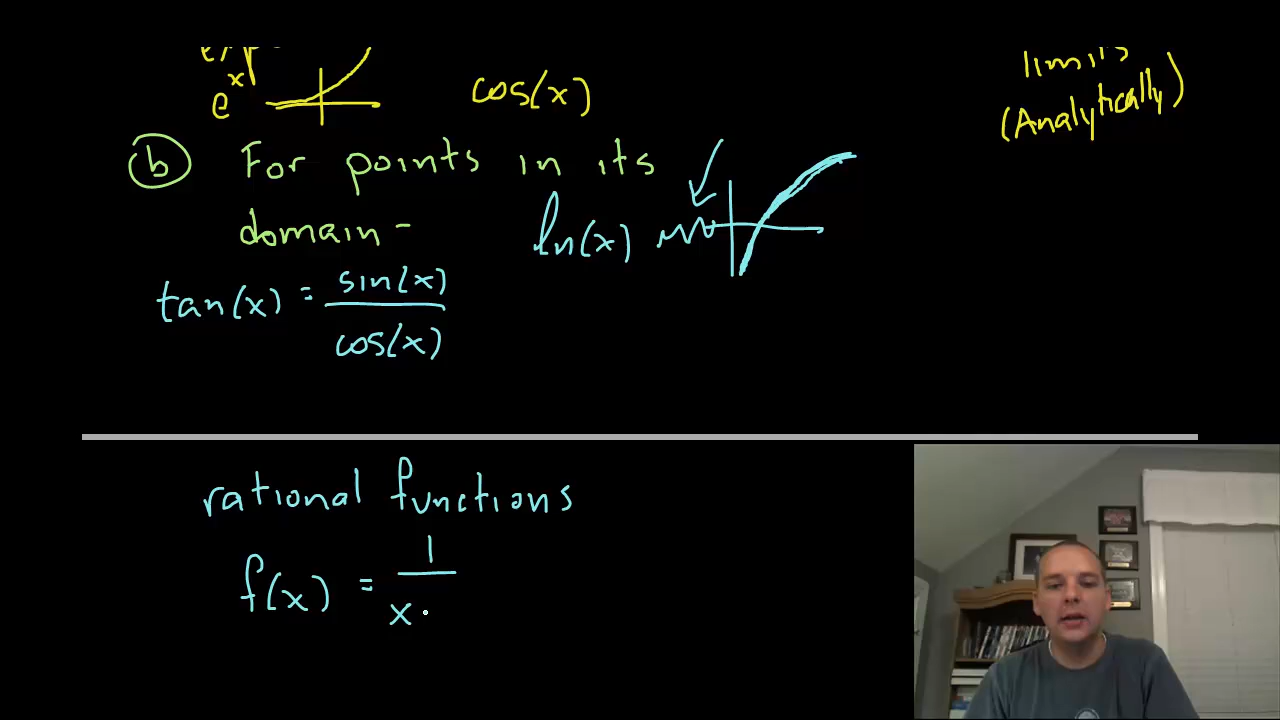 e^x cos(x)
limits
(Analytically)
(b) For points in its
domain -
ln(x)
tan(x) = sin(x)/cos(x)
rational functions
f(x) = 1/x